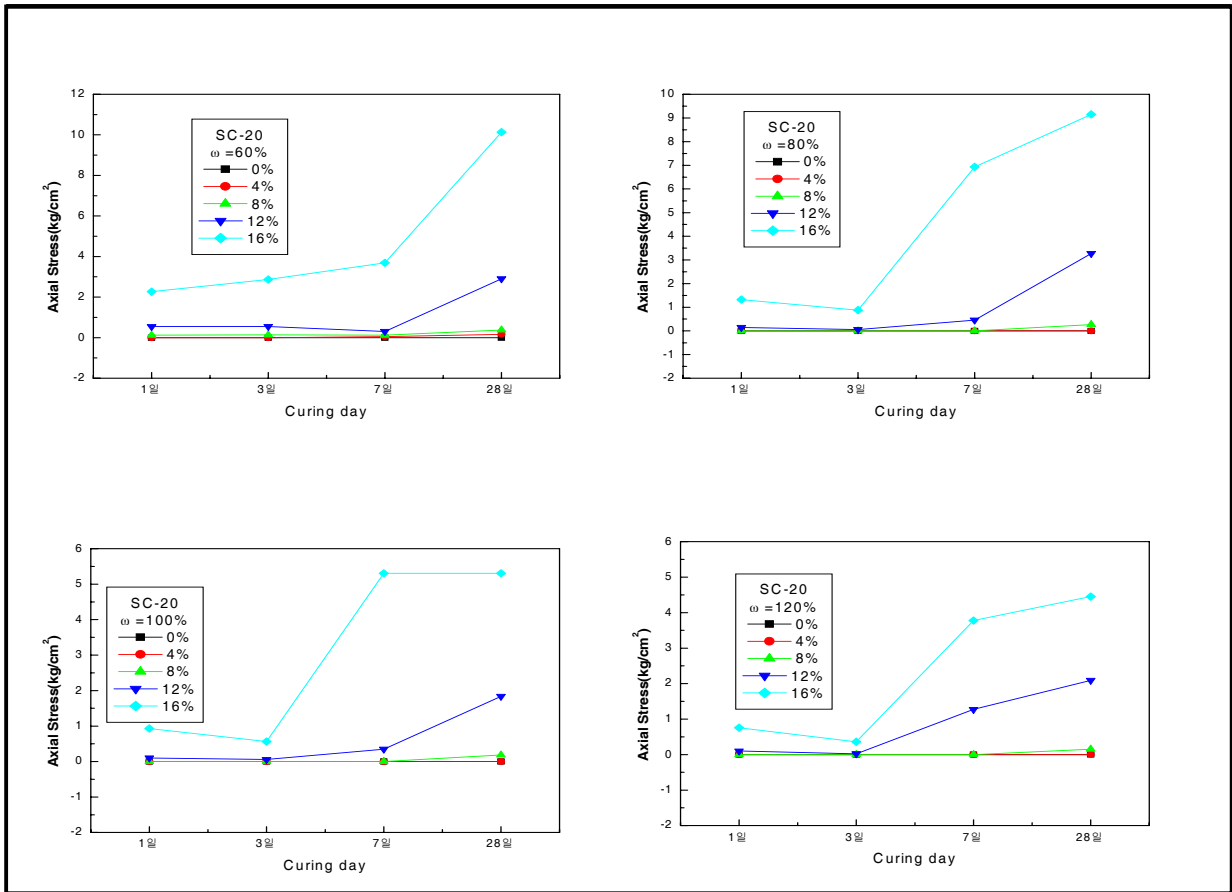 12
10
8
6
4
2
0
-2
Axial Stress(kg/cm²)
SC-20
ω =60%
0%
4%
8%
12%
16%
1일 3일 7일 28일
Curing day
10
9
8
7
6
5
4
3
2
1
0
-1
-2
Axial Stress(kg/cm²)
SC-20
ω =80%
0%
4%
8%
12%
16%
1일 3일 7일 28일
Curing day
6
5
4
3
2
1
0
-1
-2
Axial Stress(kg/cm²)
SC-20
ω =100%
0%
4%
8%
12%
16%
1일 3일 7일 28일
Curing day
6
5
4
3
2
1
0
-1
-2
Axial Stress(kg/cm²)
SC-20
ω =120%
0%
4%
8%
12%
16%
1일 3일 7일 28일
Curing day